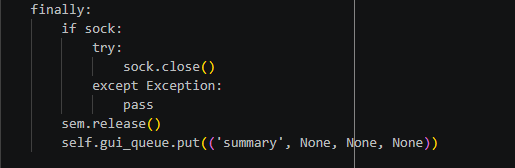 finally:
    if sock:
        try:
            sock.close()
        except Exception:
            pass
    sem.release()
    self.gui_queue.put(('summary', None, None, None))